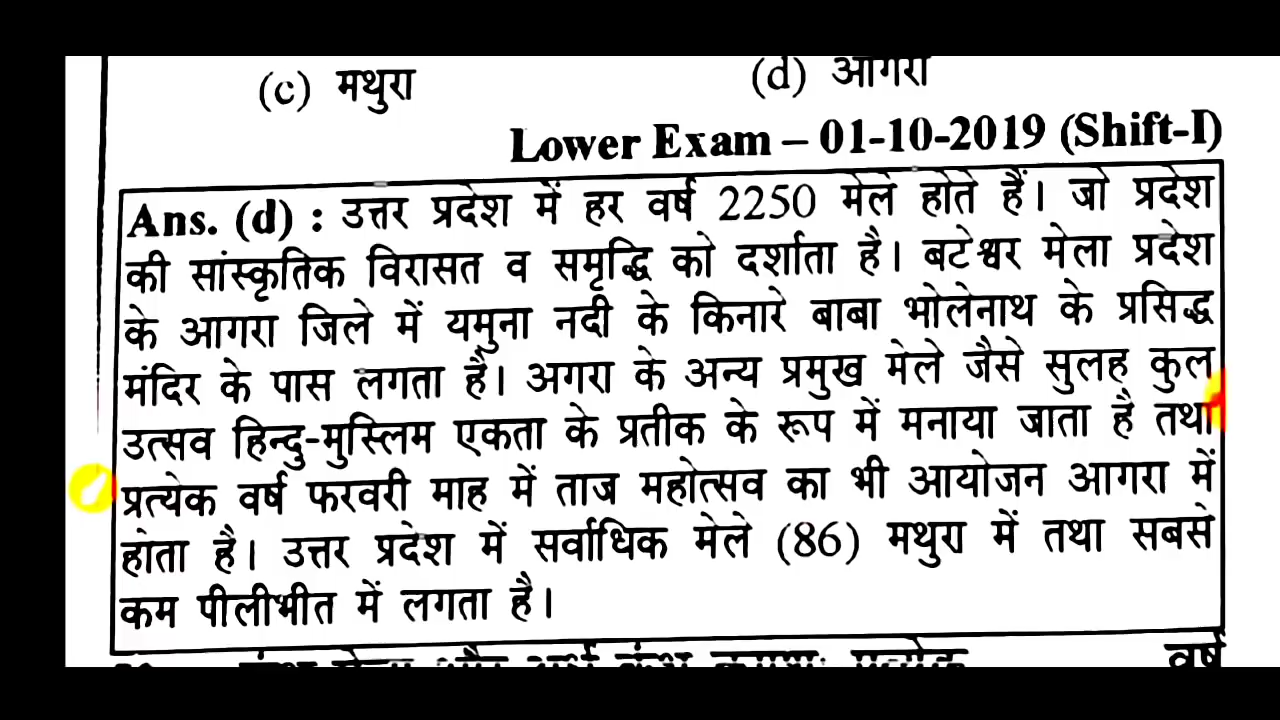 (c) मथुरा (d) आगरा
Lower Exam – 01-10-2019 (Shift-I)
Ans. (d) : उत्तर प्रदेश में हर वर्ष 2250 मेले होते हैं। जो प्रदेश
की सांस्कृतिक विरासत व समृद्धि को दर्शाता है। बटेश्वर मेला प्रदेश
के आगरा जिले में यमुना नदी के किनारे बाबा भोलेनाथ के प्रसिद्ध
मंदिर के पास लगता है। अगरा के अन्य प्रमुख मेले जैसे सुलह कुल
उत्सव हिन्दु-मुस्लिम एकता के प्रतीक के रूप में मनाया जाता है तथा
प्रत्येक वर्ष फरवरी माह में ताज महोत्सव का भी आयोजन आगरा में
होता है। उत्तर प्रदेश में सर्वाधिक मेले (86) मथुरा में तथा सबसे
कम पीलीभीत में लगता है।
वर्ष